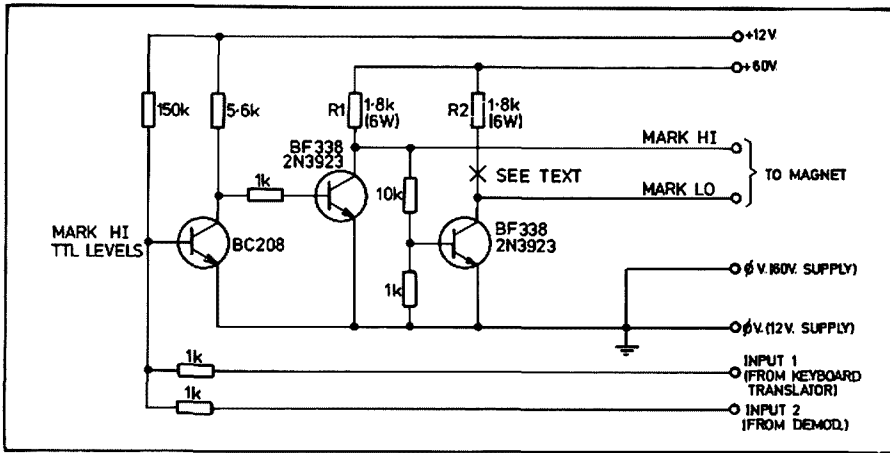 +12V.
+60V.
150k
5·6k
R1
1·8k
(6W)
R2
1·8k
(6W)
BF338
2N3923
MARK HI
1k
SEE TEXT
TO MAGNET
10k
MARK LO
MARK HI
TTL LEVELS
BC208
BF338
2N3923
1k
ØV.(60V. SUPPLY)
ØV.(12V. SUPPLY)
1k
INPUT 1
(FROM KEYBOARD
TRANSLATOR)
1k
INPUT 2
(FROM DEMOD.)